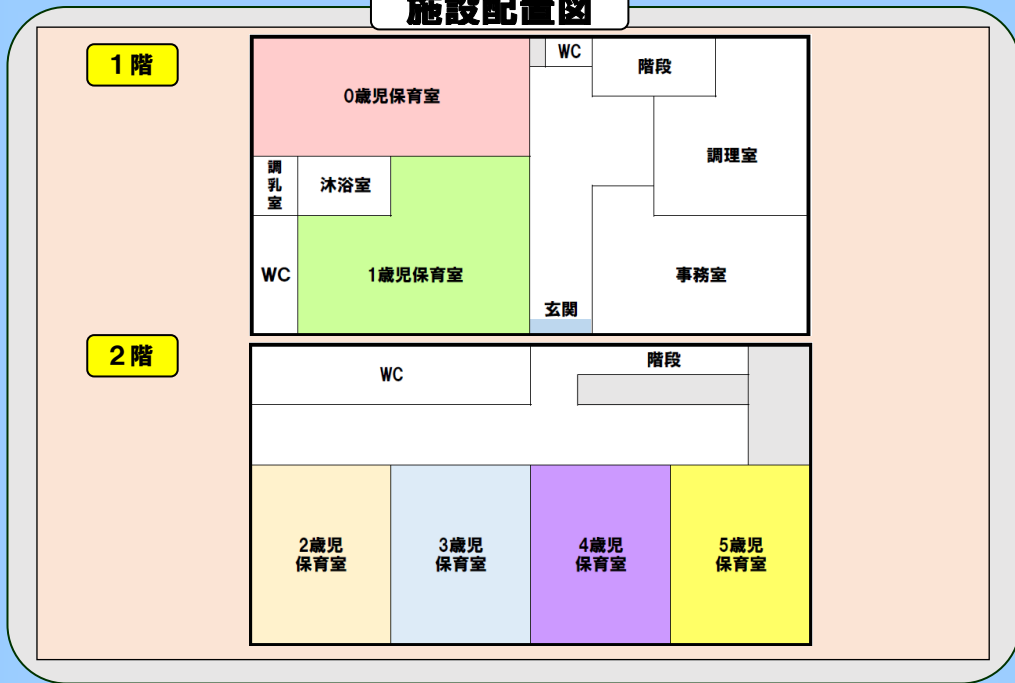 施設配置図
1階
WC
階段
0歳児保育室
調理室
調
乳
室
沐浴室
WC
1歳児保育室
事務室
玄関
2階
WC
階段
2歳児
保育室
3歳児
保育室
4歳児
保育室
5歳児
保育室